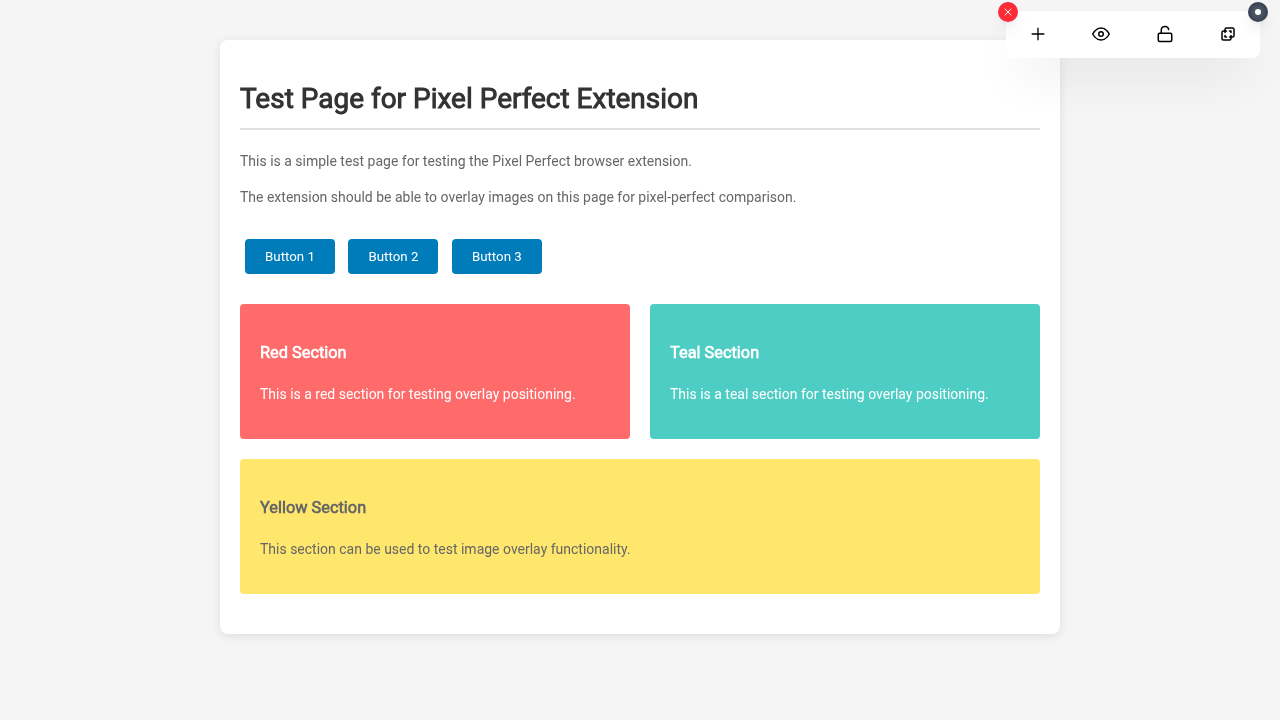 Test Page for Pixel Perfect Extension
This is a simple test page for testing the Pixel Perfect browser extension.
The extension should be able to overlay images on this page for pixel-perfect comparison.
Button 1 Button 2 Button 3
Red Section
This is a red section for testing overlay positioning.
Teal Section
This is a teal section for testing overlay positioning.
Yellow Section
This section can be used to test image overlay functionality.